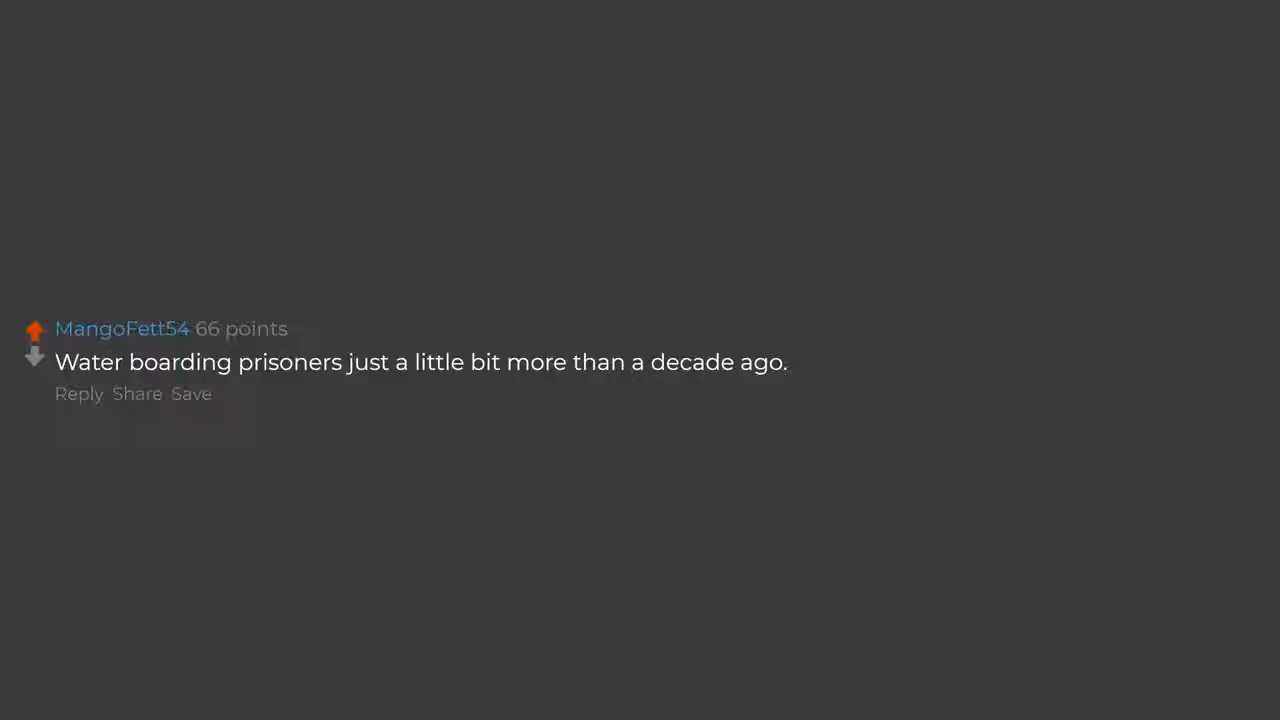 MangoFett54 66 points
Water boarding prisoners just a little bit more than a decade ago.
Reply Share Save